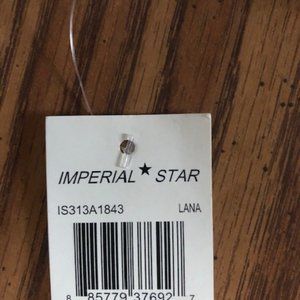 IMPERIAL★STAR
IS313A1843 LANA
8 85779 37692 7